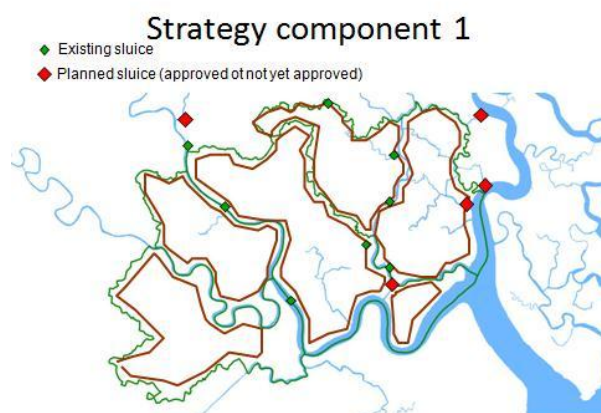 Strategy component 1
Existing sluice
Planned sluice (approved ot not yet approved)